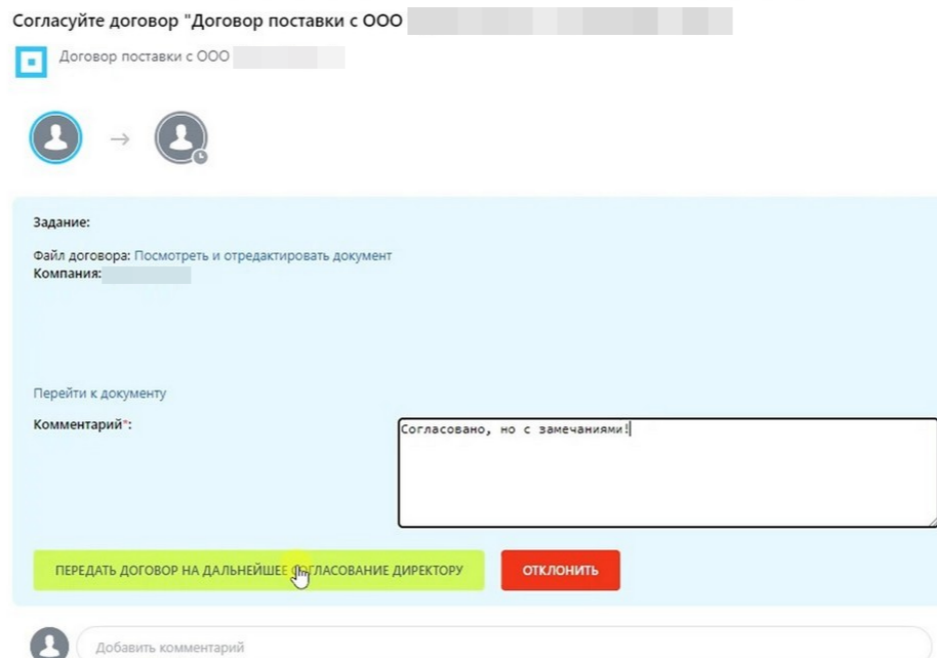 Согласуйте договор "Договор поставки с ООО
Договор поставки с ООО
Задание:
Файл договора: Посмотреть и отредактировать документ
Компания:
Перейти к документу
Комментарий*:
Согласовано, но с замечаниями!
ПЕРЕДАТЬ ДОГОВОР НА ДАЛЬНЕЙШЕЕ СОГЛАСОВАНИЕ ДИРЕКТОРУ
ОТКЛОНИТЬ
Добавить комментарий